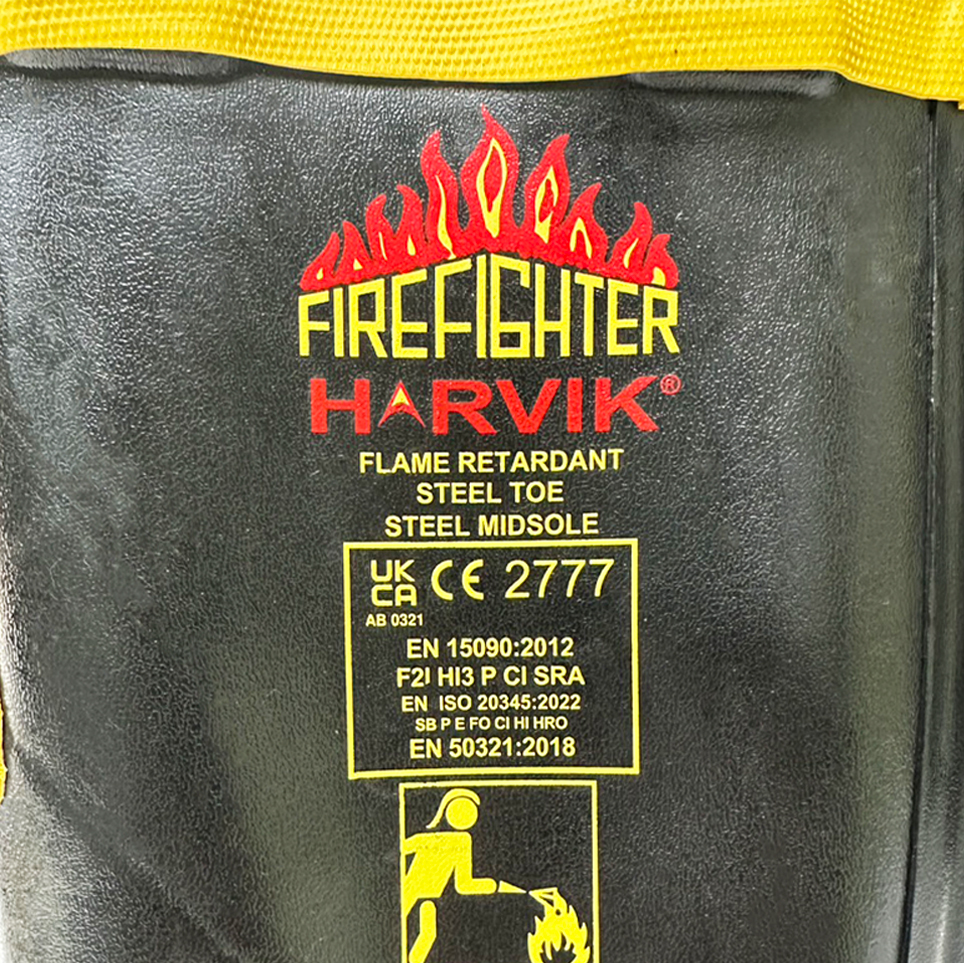 FIREFIGHTER
HARVIK®
FLAME RETARDANT
STEEL TOE
STEEL MIDSOLE
UK
CA
CE 2777
AB 0321
EN 15090:2012
F2I HI3 P CI SRA
EN ISO 20345:2022
SB P E FO CI HI HRO
EN 50321:2018